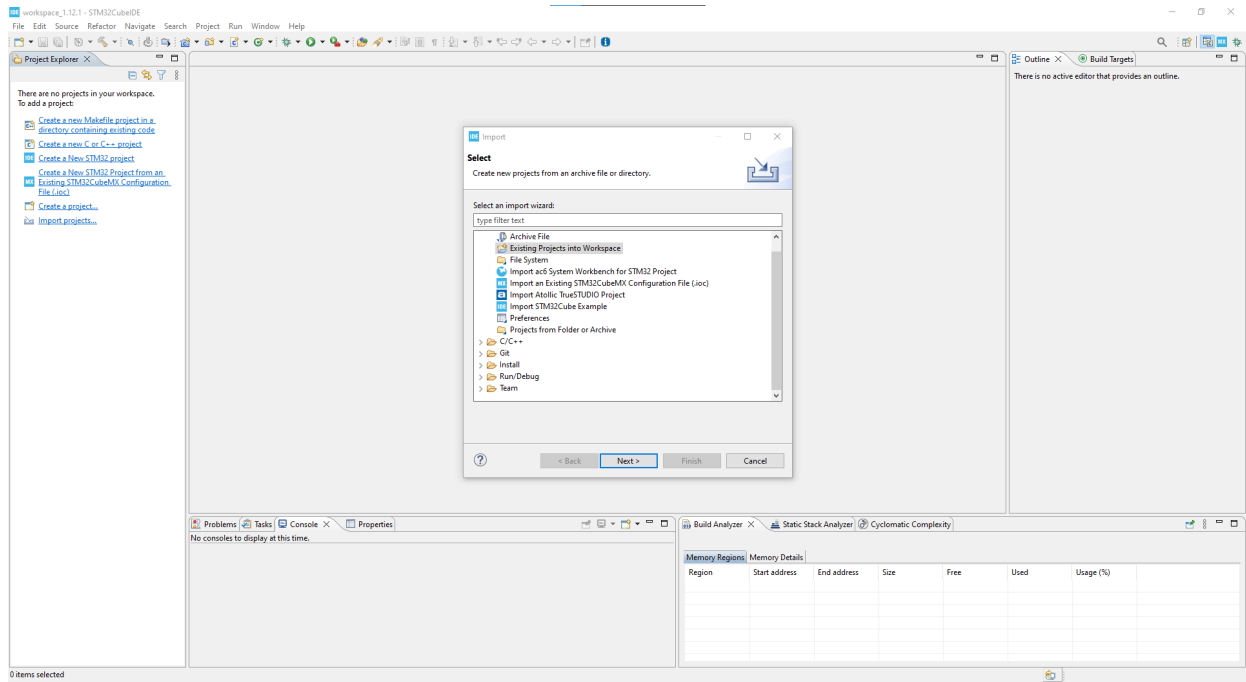 IDE workspace_1.12.1 - STM32CubeIDE
File Edit Source Refactor Navigate Search Project Run Window Help
Project Explorer
There are no projects in your workspace.
To add a project:
Create a new Makefile project in a
directory containing existing code
Create a new C or C++ project
IDE Create a New STM32 project
Create a New STM32 Project from an
MX Existing STM32CubeMX Configuration
File (.ioc)
Create a project...
Import projects...
Outline Build Targets
There is no active editor that provides an outline.
IDE Import
Select
Create new projects from an archive file or directory.
Select an import wizard:
type filter text
Archive File
Existing Projects into Workspace
File System
Import ac6 System Workbench for STM32 Project
MX Import an Existing STM32CubeMX Configuration File (.ioc)
Import Atollic TrueSTUDIO Project
IDE Import STM32Cube Example
Preferences
Projects from Folder or Archive
C/C++
Git
Install
Run/Debug
Team
? < Back Next > Finish Cancel
Problems Tasks Console Properties
No consoles to display at this time.
Build Analyzer Static Stack Analyzer Cyclomatic Complexity
Memory Regions Memory Details
Region Start address End address Size Free Used Usage (%)
0 items selected